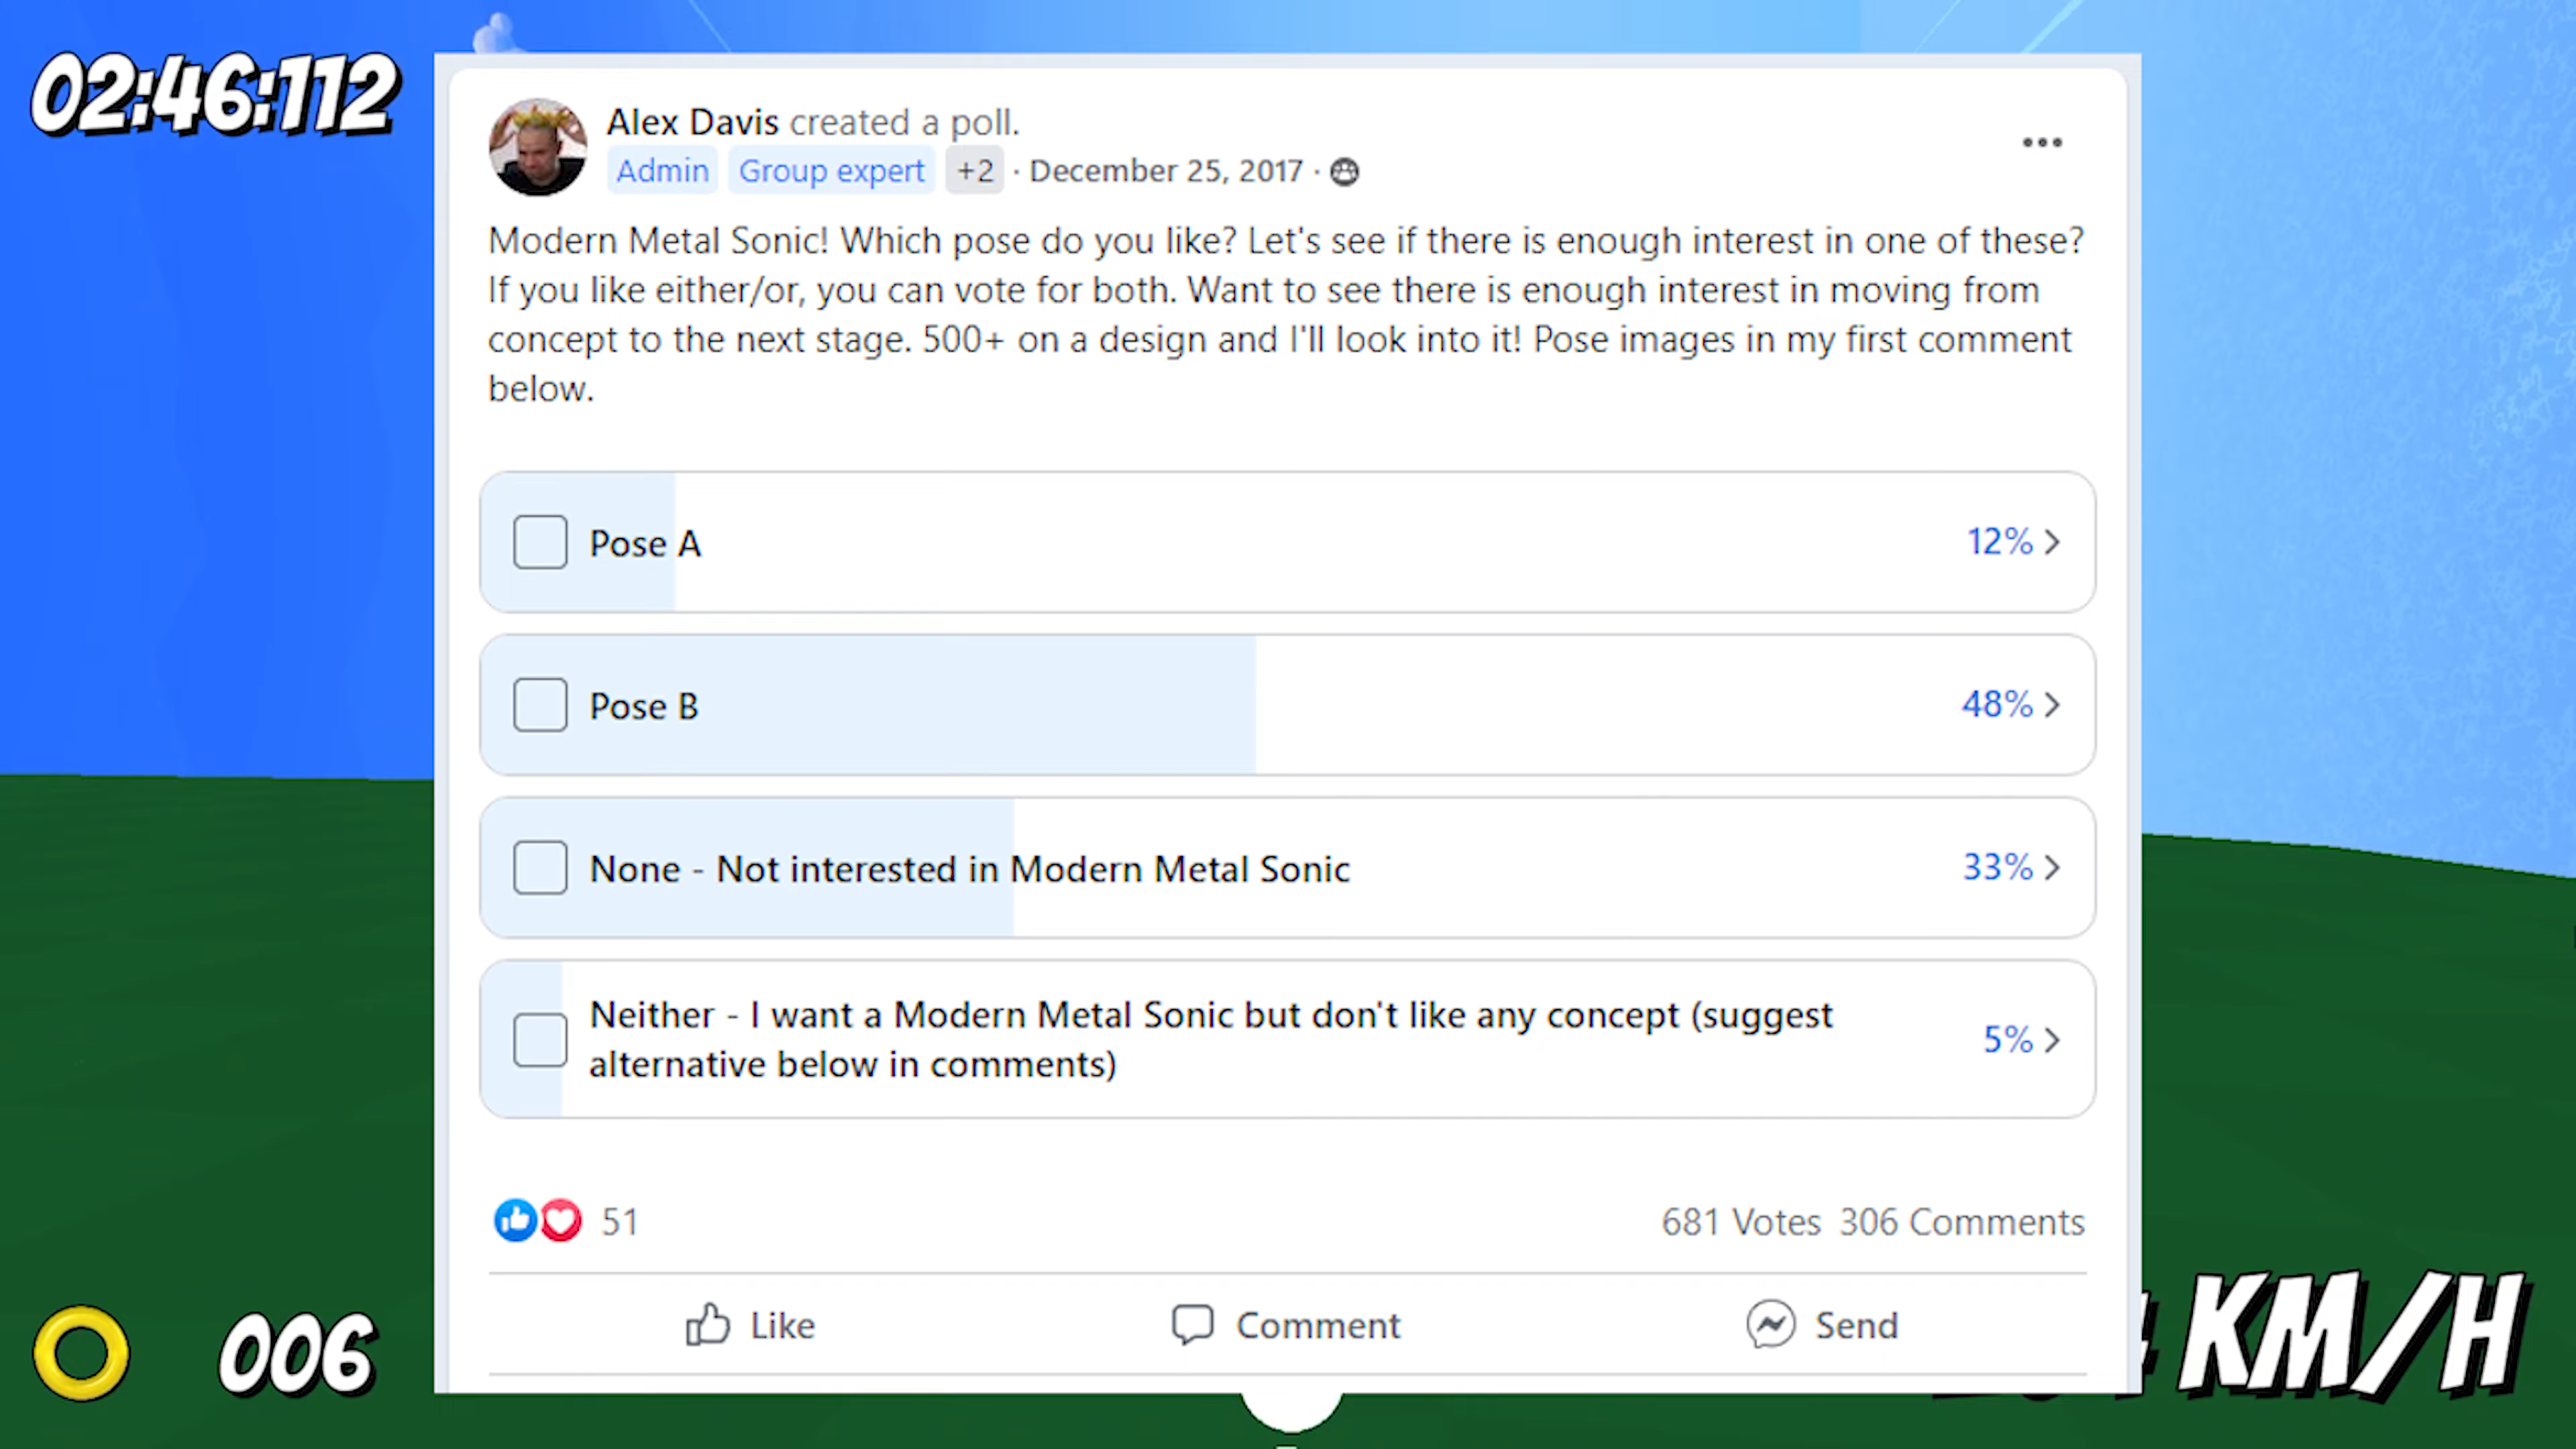 02:46:112
Alex Davis created a poll.
Admin Group expert +2 · December 25, 2017 ·
Modern Metal Sonic! Which pose do you like? Let's see if there is enough interest in one of these?
If you like either/or, you can vote for both. Want to see there is enough interest in moving from
concept to the next stage. 500+ on a design and I'll look into it! Pose images in my first comment
below.
Pose A 12%
Pose B 48%
None - Not interested in Modern Metal Sonic 33%
Neither - I want a Modern Metal Sonic but don't like any concept (suggest
alternative below in comments) 5%
51 681 Votes 306 Comments
Like Comment Send
006 KM/H